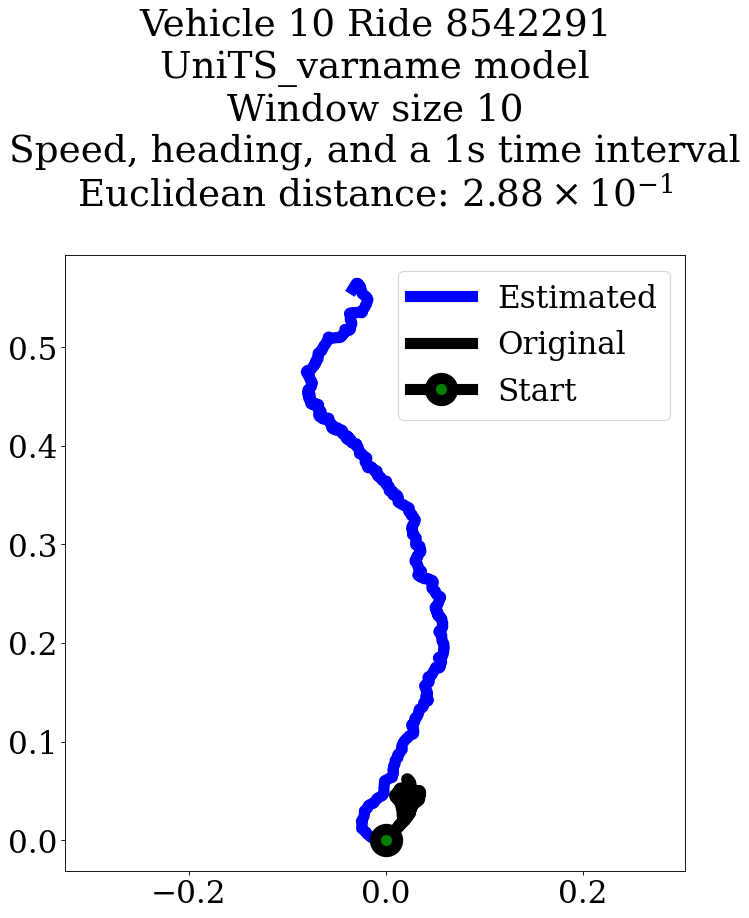 Vehicle 10 Ride 8542291
UniTS_varname model
Window size 10
Speed, heading, and a 1s time interval
Euclidean distance: 2.88 × 10⁻¹
Estimated
Original
Start
0.5
0.4
0.3
0.2
0.1
0.0
−0.2 0.0 0.2